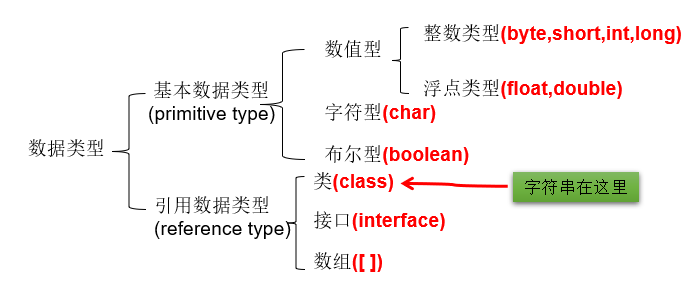 数据类型
基本数据类型
(primitive type)
数值型
整数类型(byte,short,int,long)
浮点类型(float,double)
字符型(char)
布尔型(boolean)
引用数据类型
(reference type)
类(class)
字符串在这里
接口(interface)
数组([ ])